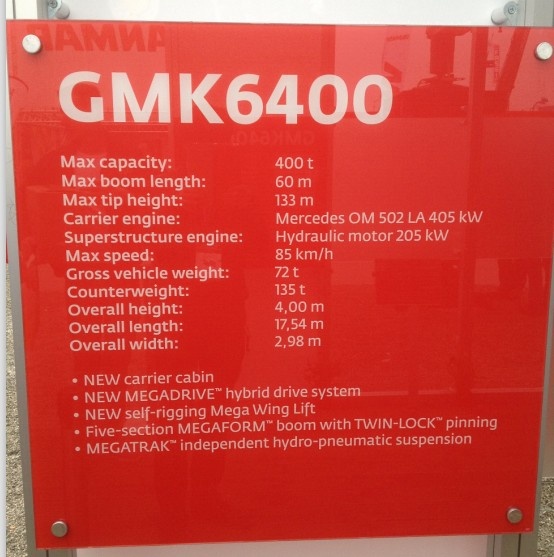 GMK6400
Max capacity: 400 t
Max boom length: 60 m
Max tip height: 133 m
Carrier engine: Mercedes OM 502 LA 405 kW
Superstructure engine: Hydraulic motor 205 kW
Max speed: 85 km/h
Gross vehicle weight: 72 t
Counterweight: 135 t
Overall height: 4,00 m
Overall length: 17,54 m
Overall width: 2,98 m
• NEW carrier cabin
• NEW MEGADRIVE™ hybrid drive system
• NEW self-rigging Mega Wing Lift
• Five-section MEGAFORM™ boom with TWIN-LOCK™ pinning
• MEGATRAK™ independent hydro-pneumatic suspension